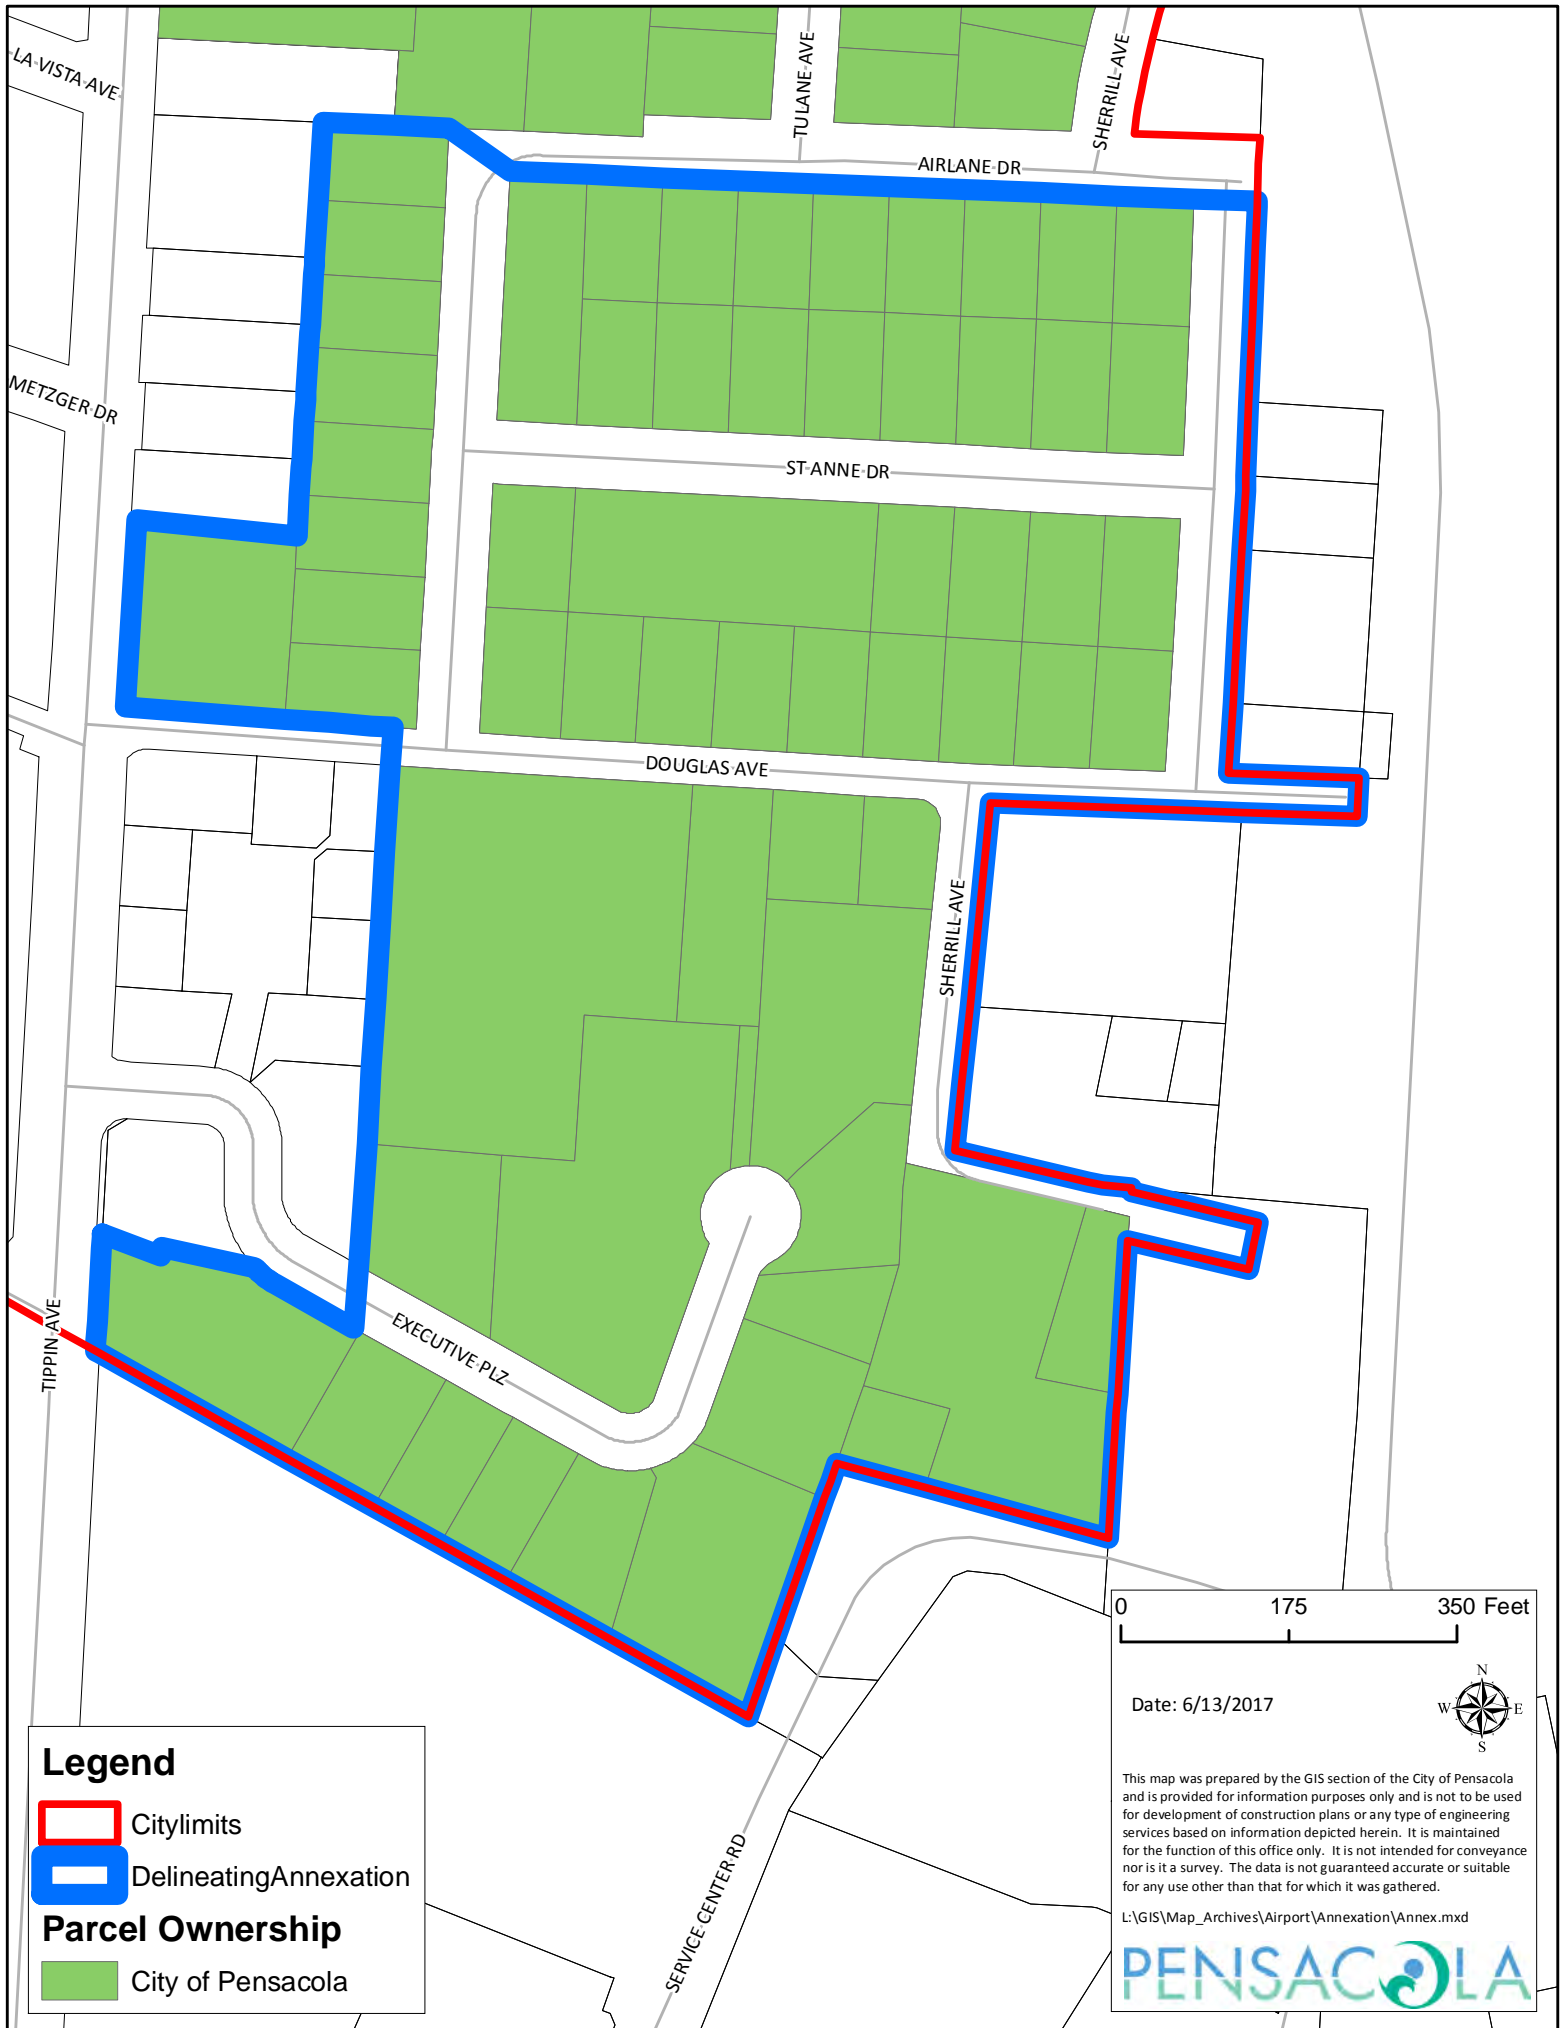 LA VISTA AVE
TULANE AVE
SHERRILL AVE
AIRLANE DR
METZGER DR
ST ANNE DR
DOUGLAS AVE
SHERRILL AVE
EXECUTIVE PLZ
TIPPIN AVE
SERVICE CENTER RD
0 175 350 Feet
Date: 6/13/2017
N
W E
S
This map was prepared by the GIS section of the City of Pensacola
and is provided for information purposes only and is not to be used
for development of construction plans or any type of engineering
services based on information depicted herein. It is maintained
for the function of this office only. It is not intended for conveyance
nor is it a survey. The data is not guaranteed accurate or suitable
for any use other than that for which it was gathered.
L:\GIS\Map_Archives\Airport\Annexation\Annex.mxd
PENSACOLA
Legend
Citylimits
DelineatingAnnexation
Parcel Ownership
City of Pensacola